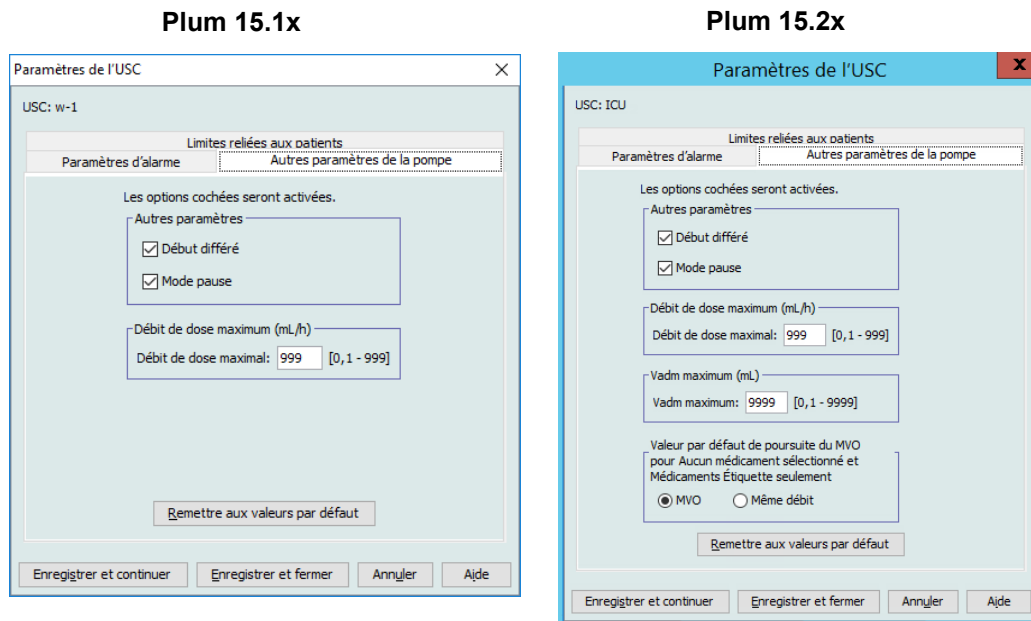 Plum 15.1x
Paramètres de l'USC
USC: w-1
Limites reliées aux patients
Paramètres d'alarme
Autres paramètres de la pompe
Les options cochées seront activées.
Autres paramètres
Début différé
Mode pause
Débit de dose maximum (mL/h)
Débit de dose maximal: 999 [0,1 - 999]
Remettre aux valeurs par défaut
Enregistrer et continuer
Enregistrer et fermer
Annuler
Aide
Plum 15.2x
Paramètres de l'USC
x
USC: ICU
Limites reliées aux patients
Paramètres d'alarme
Autres paramètres de la pompe
Les options cochées seront activées.
Autres paramètres
Début différé
Mode pause
Débit de dose maximum (mL/h)
Débit de dose maximal: 999 [0,1 - 999]
Vadm maximum (mL)
Vadm maximum: 9999 [0,1 - 9999]
Valeur par défaut de poursuite du MVO
pour Aucun médicament sélectionné et
Médicaments Étiquette seulement
MVO
Même débit
Remettre aux valeurs par défaut
Enregistrer et continuer
Enregistrer et fermer
Annuler
Aide